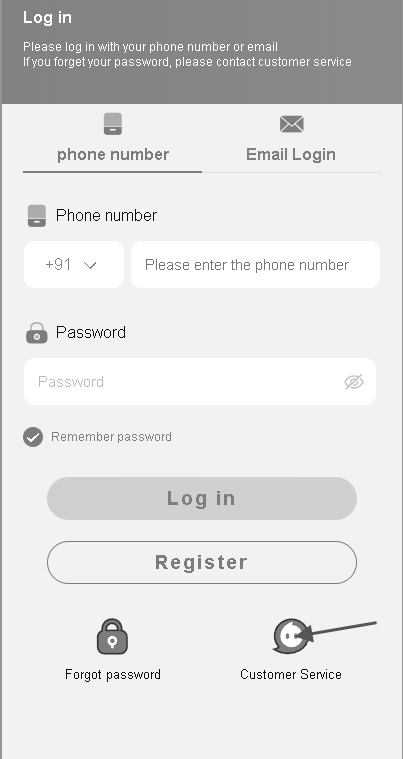 Log in
Please log in with your phone number or email
If you forget your password, please contact customer service
phone number
Email Login
Phone number
+91
Please enter the phone number
Password
Password
Remember password
Log in
Register
Forgot password
Customer Service